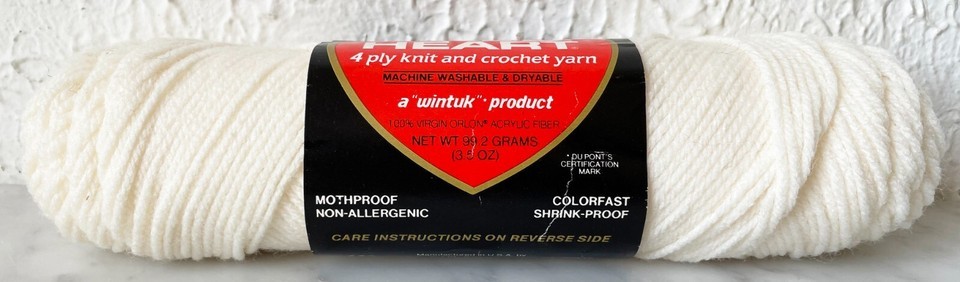 HEART
4 ply knit and crochet yarn
MACHINE WASHABLE & DRYABLE
a "wintuk"* product
100% VIRGIN ORLON® ACRYLIC FIBER
NET WT 99.2 GRAMS
(3.5 OZ)
* DU PONT'S
CERTIFICATION
MARK
MOTHPROOF
NON-ALLERGENIC
COLORFAST
SHRINK-PROOF
CARE INSTRUCTIONS ON REVERSE SIDE
Manufactured in U.S.A.